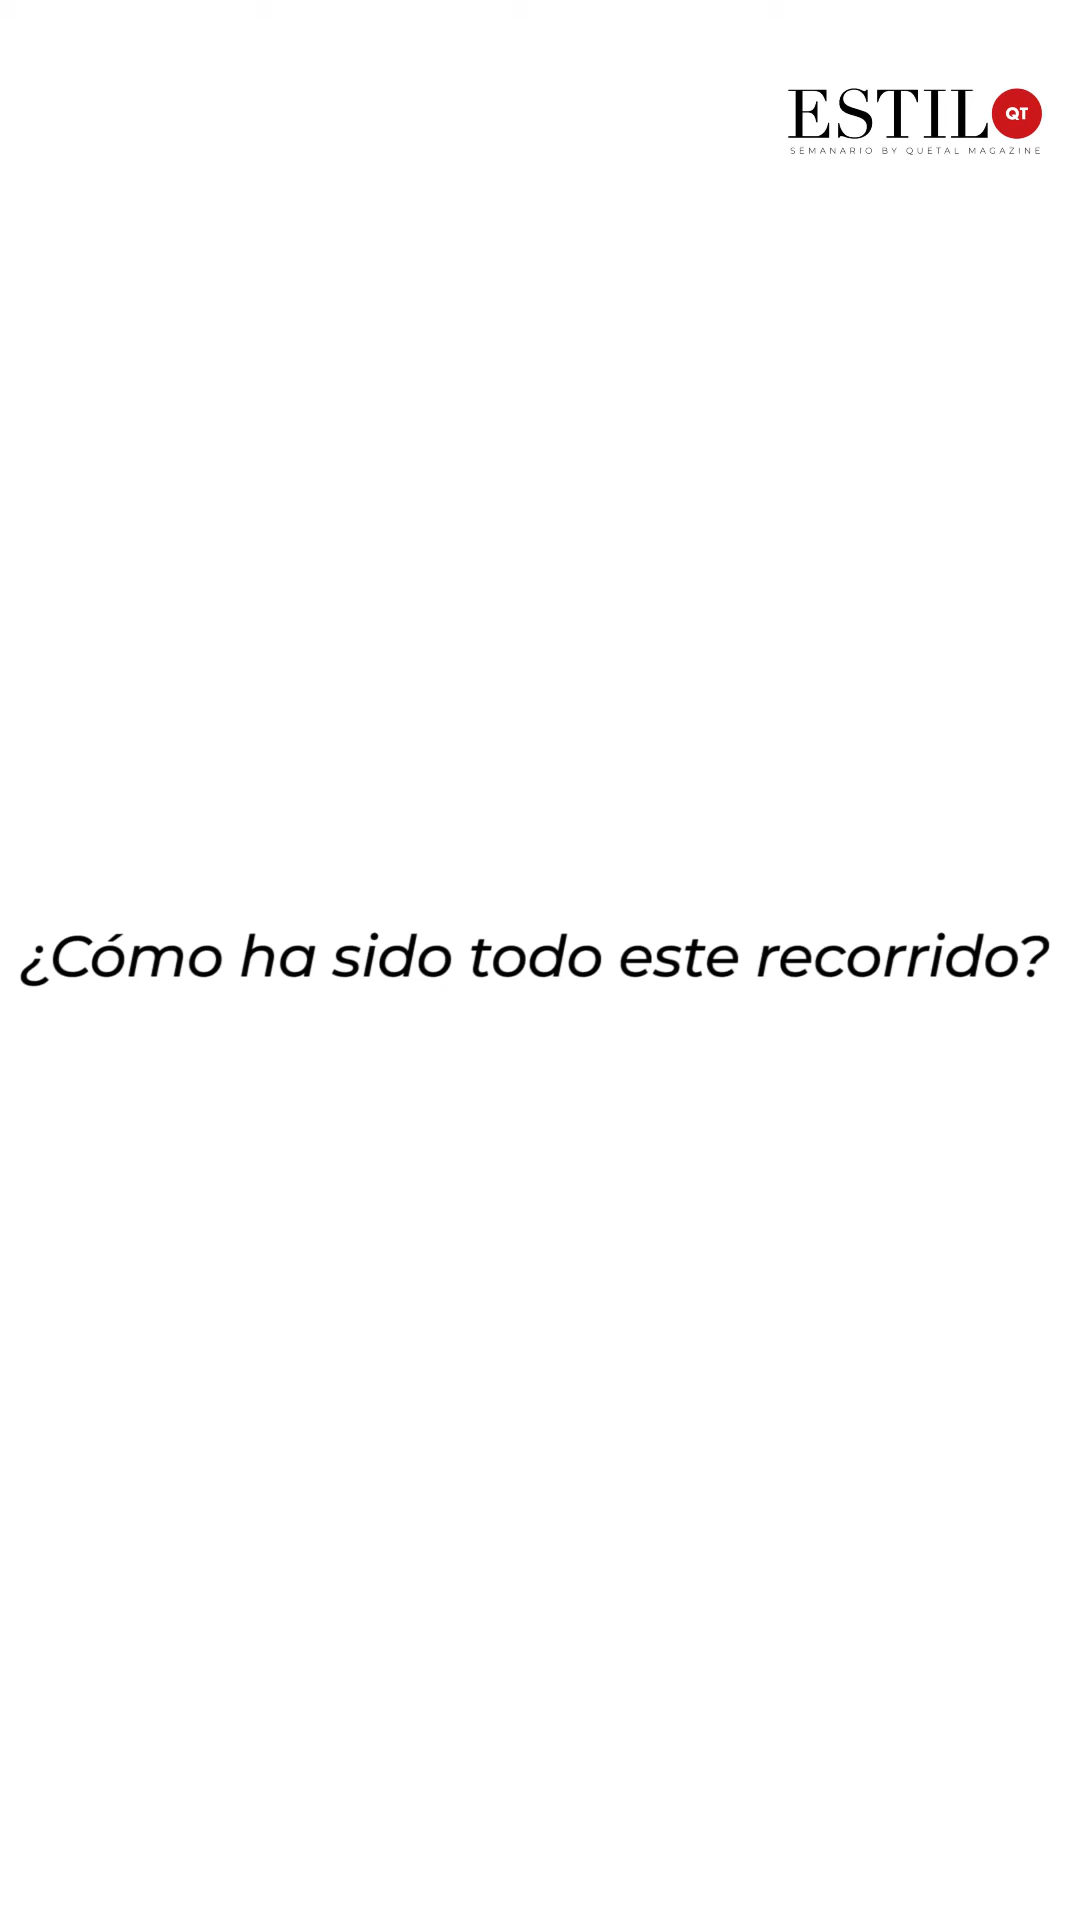 ESTILO QT
SEMANARIO BY QUETAL MAGAZINE
¿Cómo ha sido todo este recorrido?